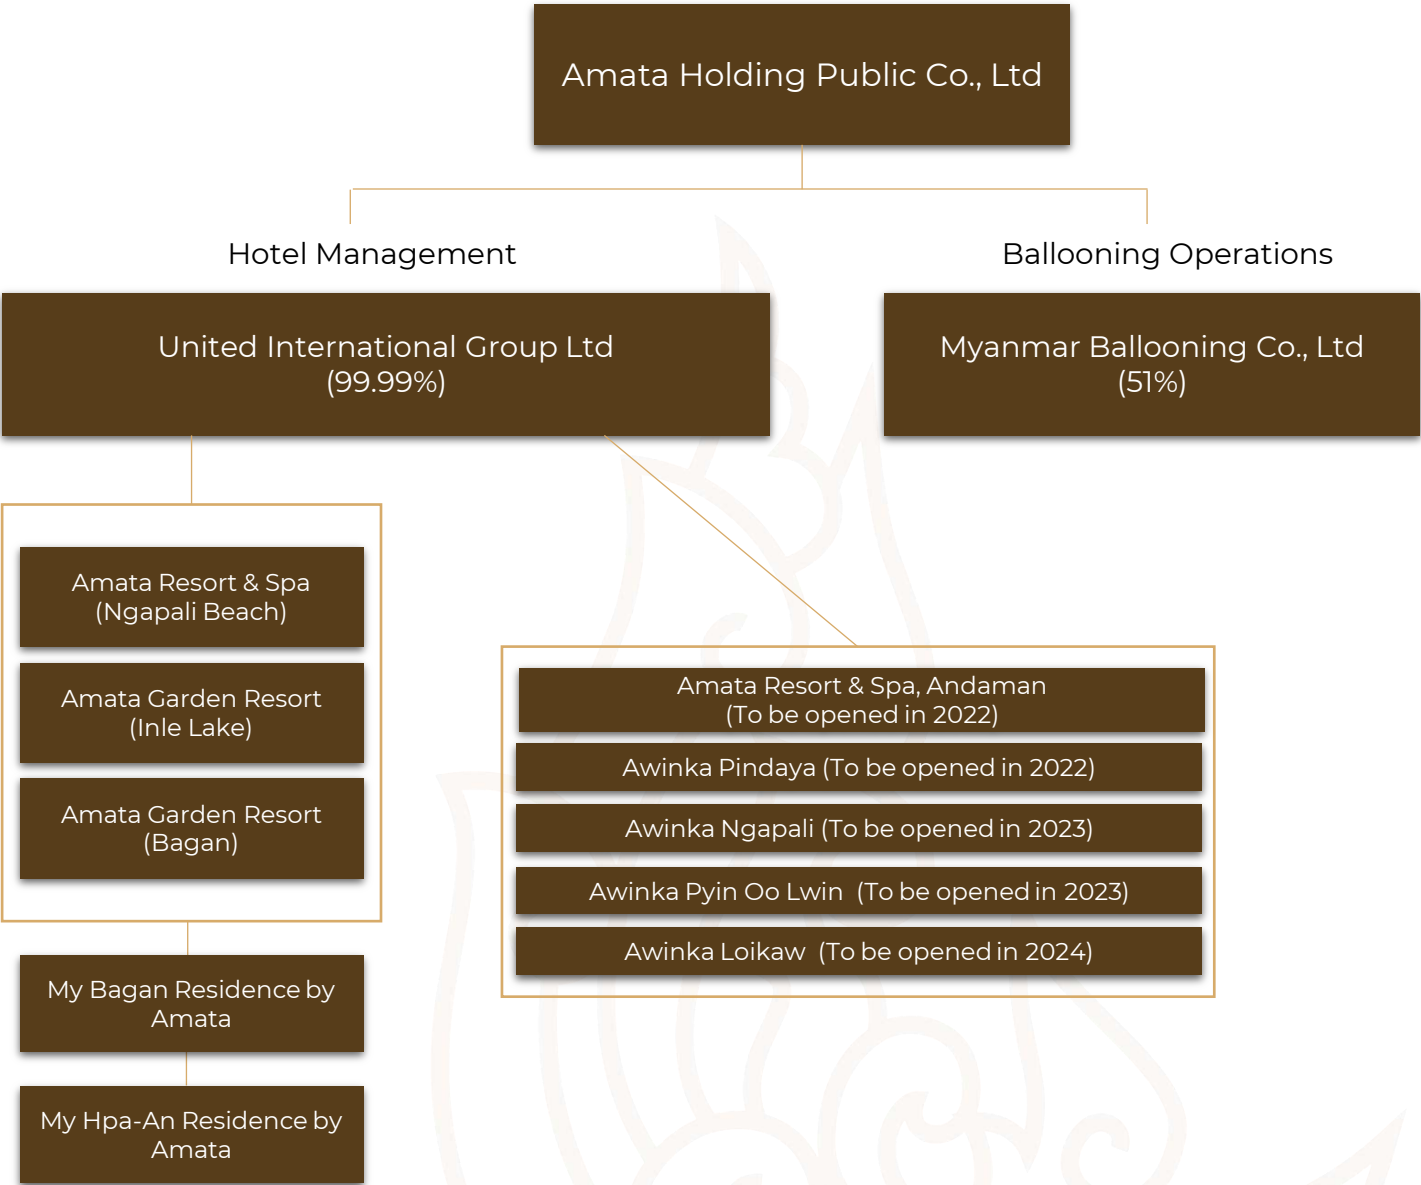 Amata Holding Public Co., Ltd
Hotel Management
Ballooning Operations
United International Group Ltd
(99.99%)
Myanmar Ballooning Co., Ltd
(51%)
Amata Resort & Spa
(Ngapali Beach)
Amata Garden Resort
(Inle Lake)
Amata Garden Resort
(Bagan)
My Bagan Residence by
Amata
My Hpa-An Residence by
Amata
Amata Resort & Spa, Andaman
(To be opened in 2022)
Awinka Pindaya (To be opened in 2022)
Awinka Ngapali (To be opened in 2023)
Awinka Pyin Oo Lwin  (To be opened in 2023)
Awinka Loikaw  (To be opened in 2024)